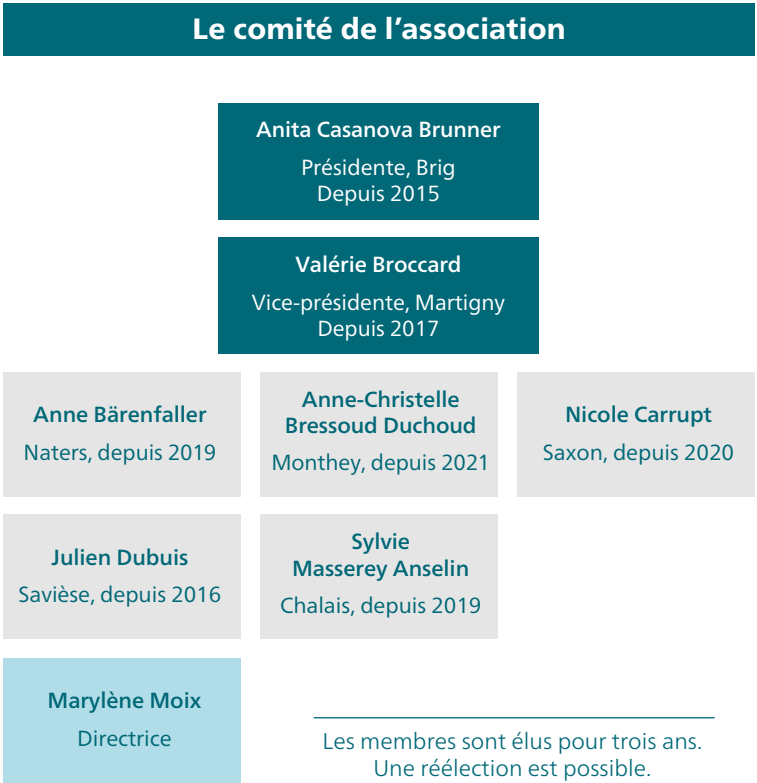 Le comité de l’association
Anita Casanova Brunner
Présidente, Brig
Depuis 2015
Valérie Broccard
Vice-présidente, Martigny
Depuis 2017
Anne Bärenfaller
Naters, depuis 2019
Anne-Christelle
Bressoud Duchoud
Monthey, depuis 2021
Nicole Carrupt
Saxon, depuis 2020
Julien Dubuis
Savièse, depuis 2016
Sylvie
Masserey Anselin
Chalais, depuis 2019
Marylène Moix
Directrice
Les membres sont élus pour trois ans.
Une réélection est possible.